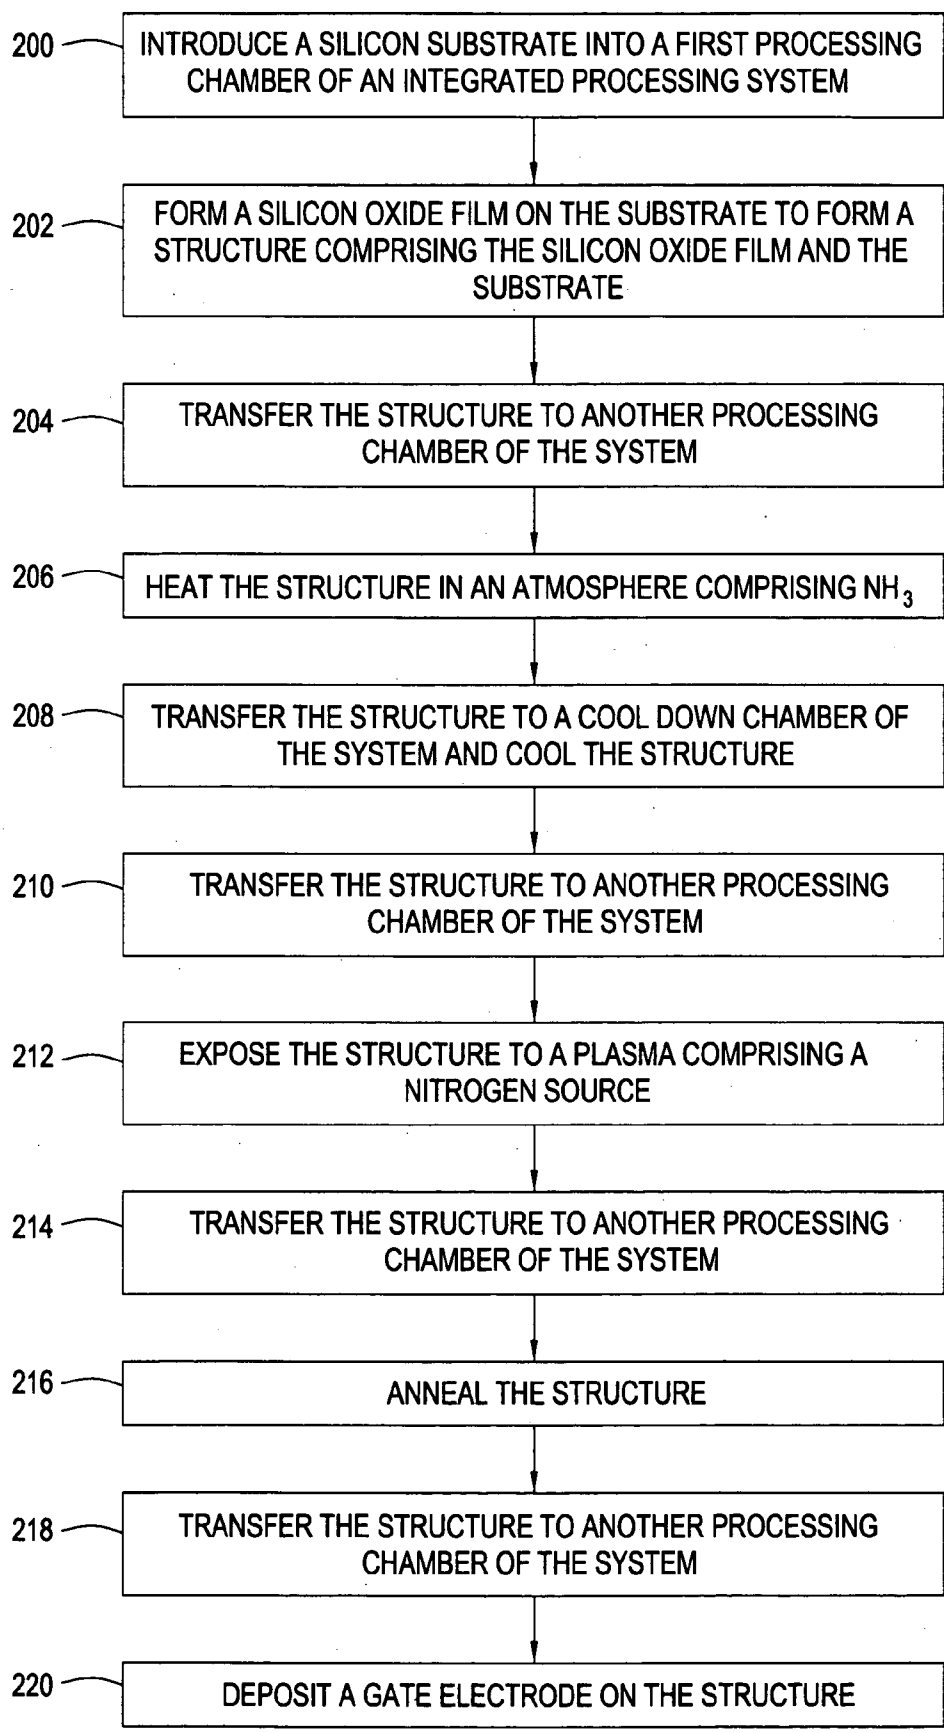 200
INTRODUCE A SILICON SUBSTRATE INTO A FIRST PROCESSING
CHAMBER OF AN INTEGRATED PROCESSING SYSTEM
202
FORM A SILICON OXIDE FILM ON THE SUBSTRATE TO FORM A
STRUCTURE COMPRISING THE SILICON OXIDE FILM AND THE
SUBSTRATE
204
TRANSFER THE STRUCTURE TO ANOTHER PROCESSING
CHAMBER OF THE SYSTEM
206
HEAT THE STRUCTURE IN AN ATMOSPHERE COMPRISING NH3
208
TRANSFER THE STRUCTURE TO A COOL DOWN CHAMBER OF
THE SYSTEM AND COOL THE STRUCTURE
210
TRANSFER THE STRUCTURE TO ANOTHER PROCESSING
CHAMBER OF THE SYSTEM
212
EXPOSE THE STRUCTURE TO A PLASMA COMPRISING A
NITROGEN SOURCE
214
TRANSFER THE STRUCTURE TO ANOTHER PROCESSING
CHAMBER OF THE SYSTEM
216
ANNEAL THE STRUCTURE
218
TRANSFER THE STRUCTURE TO ANOTHER PROCESSING
CHAMBER OF THE SYSTEM
220
DEPOSIT A GATE ELECTRODE ON THE STRUCTURE